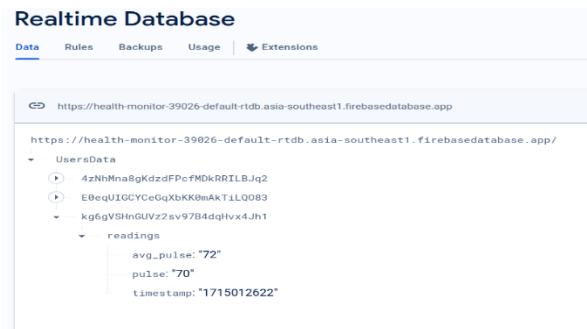 Realtime Database
Data Rules Backups Usage Extensions
https://health-monitor-39026-default-rtdb.asia-southeast1.firebasedatabase.app
https://health-monitor-39026-default-rtdb.asia-southeast1.firebasedatabase.app/
UsersData
4zNhMna8gKdzdFPcfMDkRRILBJq2
E0eqUIGCYCeGqXbKK0mAkTiLQO83
kg6gVSHnGUVz2sv97B4dqHvx4Jh1
readings
avg_pulse:"72"
pulse:"70"
timestamp:"1715012622"